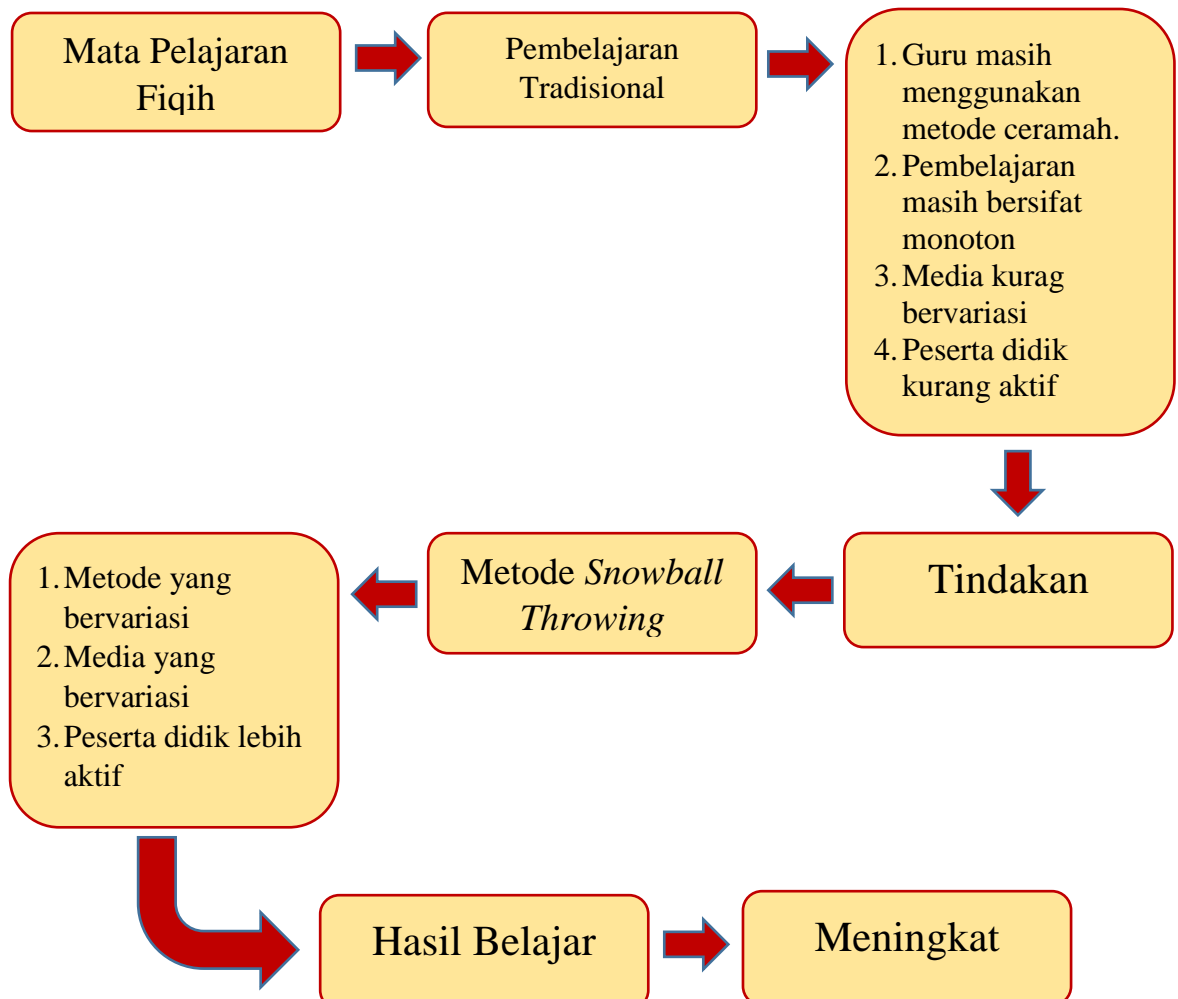 Mata Pelajaran
Fiqih
Pembelajaran
Tradisional
1. Guru masih
menggunakan
metode ceramah.
2. Pembelajaran
masih bersifat
monoton
3. Media kurag
bervariasi
4. Peserta didik
kurang aktif
Tindakan
Metode Snowball
Throwing
1. Metode yang
bervariasi
2. Media yang
bervariasi
3. Peserta didik lebih
aktif
Hasil Belajar
Meningkat